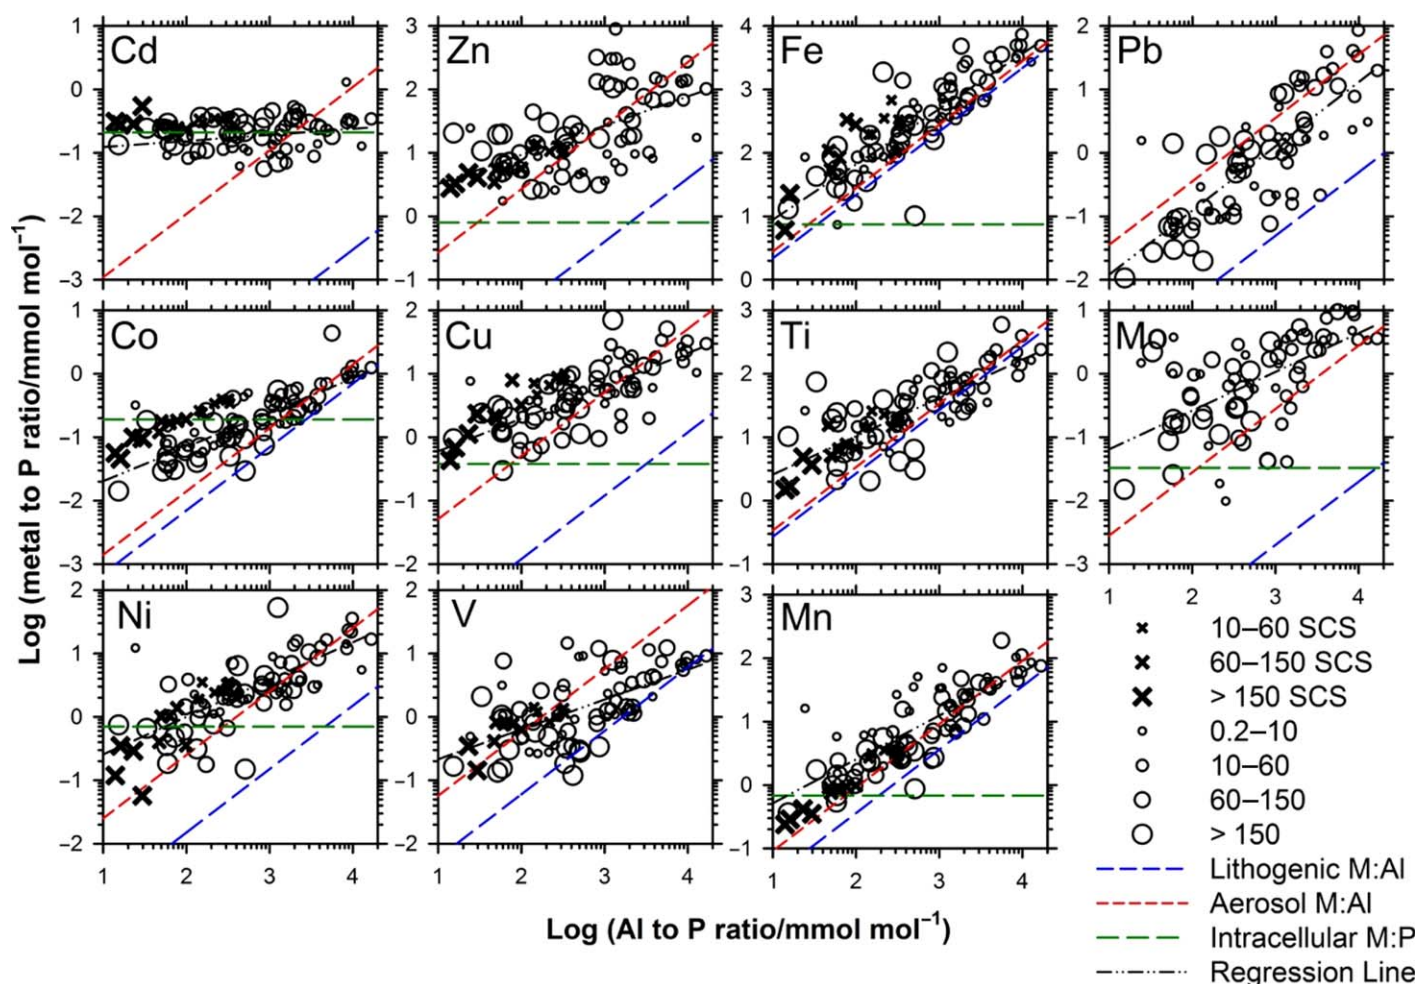 Log (metal to P ratio/mmol mol⁻¹)
Cd
1
0
–1
–2
–3
Zn
3
2
1
0
–1
Fe
4
3
2
1
0
Pb
2
1
0
–1
–2
Co
1
0
–1
–2
–3
Cu
2
1
0
–1
–2
Ti
3
2
1
0
–1
Mo
1
0
–1
–2
–3
1 2 3 4
Ni
2
1
0
–1
–2
1 2 3 4
V
2
1
0
–1
–2
1 2 3 4
Mn
3
2
1
0
–1
1 2 3 4
10–60 SCS
60–150 SCS
> 150 SCS
0.2–10
10–60
60–150
> 150
Lithogenic M:Al
Aerosol M:Al
Intracellular M:P
Regression Line
Log (Al to P ratio/mmol mol⁻¹)